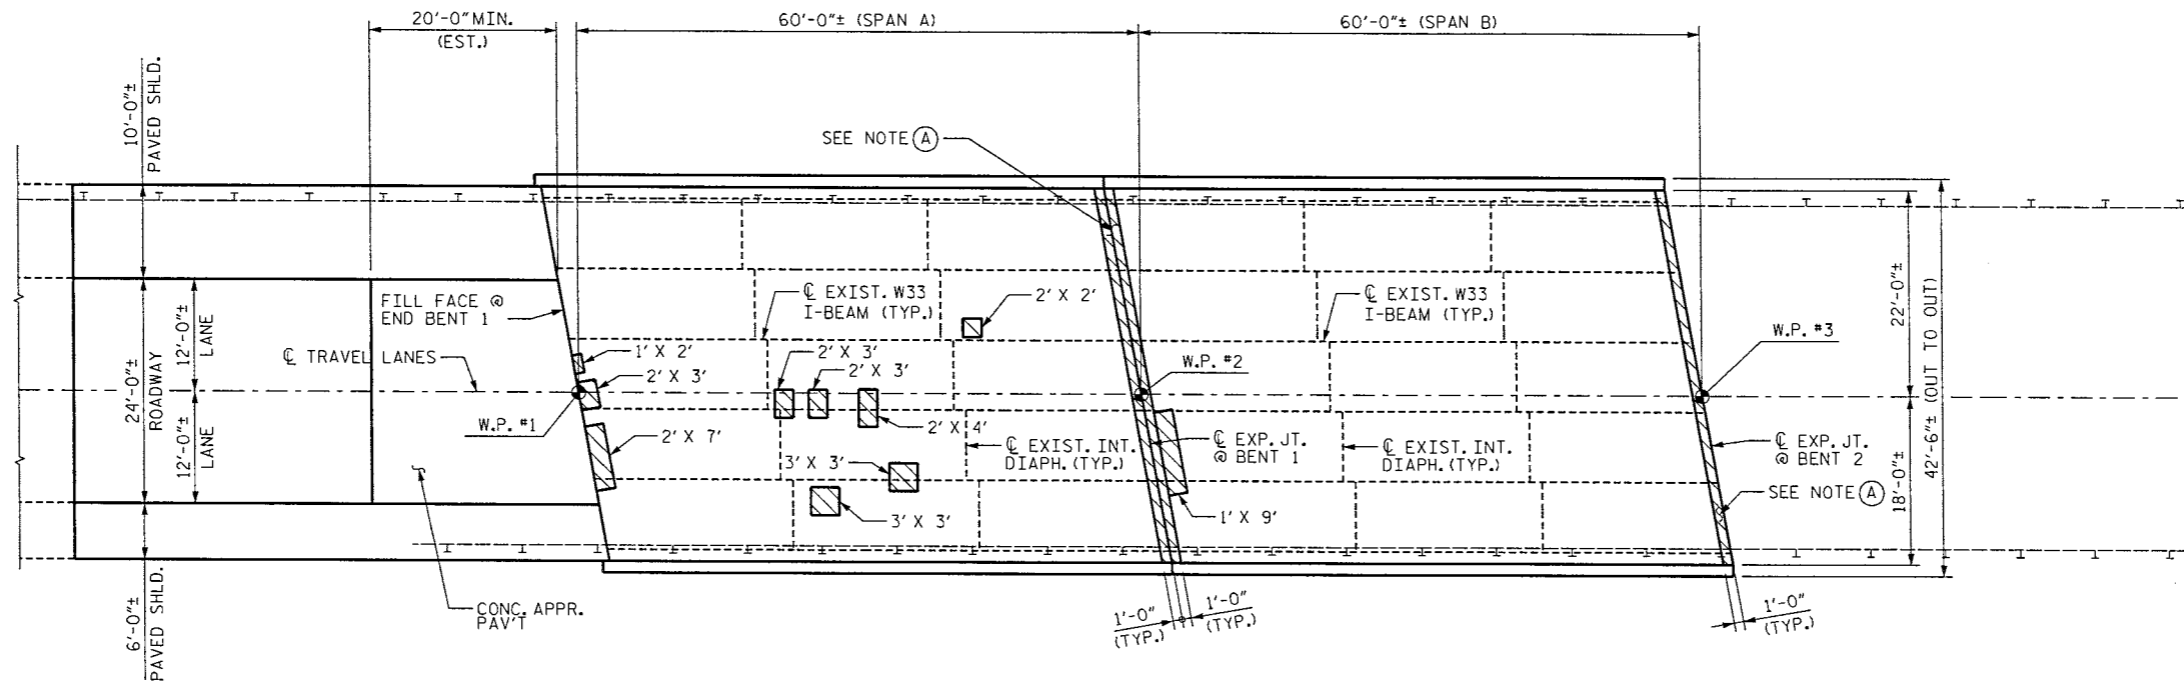 20'-0" MIN.
(EST.)
60'-0"± (SPAN A)
60'-0"± (SPAN B)
10'-0"±
PAVED SHLD.
SEE NOTE Ⓐ
FILL FACE @
END BENT 1
℄ EXIST. W33
I-BEAM (TYP.)
2' X 2'
℄ EXIST. W33
I-BEAM (TYP.)
W.P. #3
22'-0"±
42'-6"± (OUT TO OUT)
24'-0"±
ROADWAY
12'-0"±
LANE
℄ TRAVEL LANES
1' X 2'
2' X 3'
2' X 3'
2' X 3'
W.P. #2
W.P. #1
12'-0"±
LANE
2' X 7'
2' X 4'
3' X 3'
℄ EXIST. INT.
DIAPH. (TYP.)
℄ EXP. JT.
@ BENT 1
℄ EXIST. INT.
DIAPH. (TYP.)
℄ EXP. JT.
@ BENT 2
18'-0"±
SEE NOTE Ⓐ
3' X 3'
1' X 9'
6'-0"±
PAVED SHLD.
CONC. APPR.
PAV'T
1'-0"
(TYP.)
1'-0"
(TYP.)
1'-0"
(TYP.)